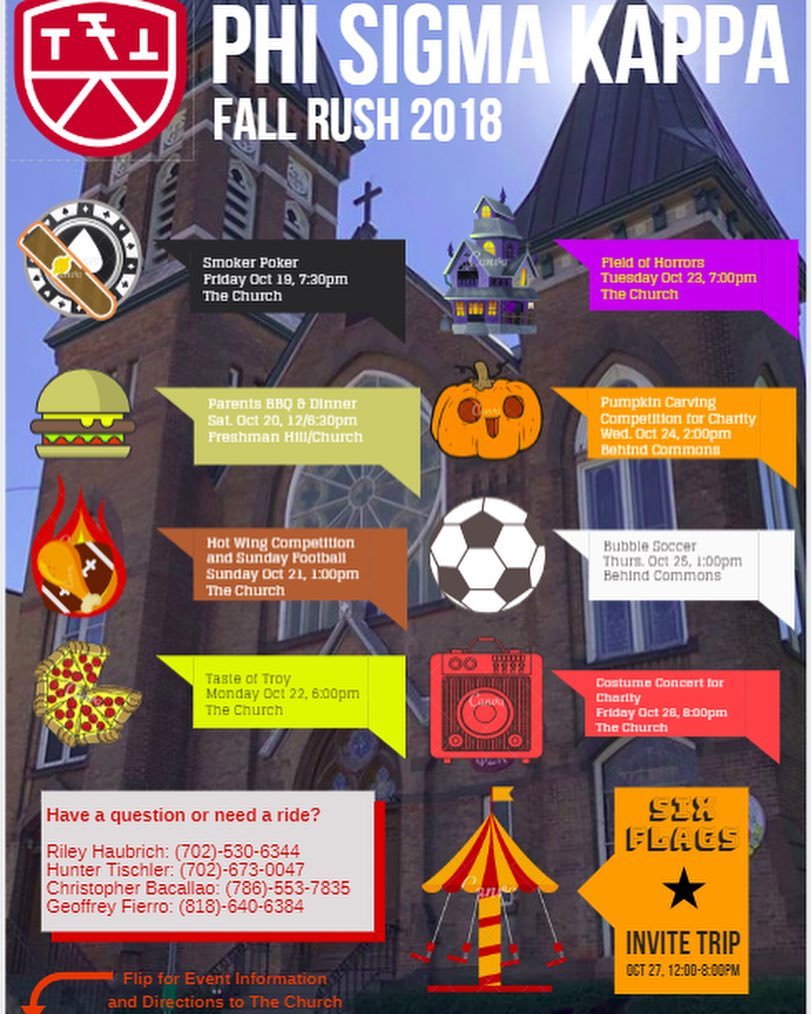 PHI SIGMA KAPPA
FALL RUSH 2018
Smoker Poker
Friday Oct 19, 7:30pm
The Church
Field of Horrors
Tuesday Oct 23, 7:00pm
The Church
Parents BBQ & Dinner
Sat. Oct 20, 12/6:30pm
Freshman Hill/Church
Pumpkin Carving
Competition for Charity
Wed. Oct 24, 2:00pm
Behind Commons
Hot Wing Competition
and Sunday Football
Sunday Oct 21, 1:00pm
The Church
Bubble Soccer
Thurs. Oct 25, 1:00pm
Behind Commons
Taste of Troy
Monday Oct 22, 6:00pm
The Church
Costume Concert for
Charity
Friday Oct 26, 8:00pm
The Church
Have a question or need a ride?
Riley Haubrich: (702)-530-6344
Hunter Tischler: (702)-673-0047
Christopher Bacallao: (786)-553-7835
Geoffrey Fierro: (818)-640-6384
SIX
FLAGS
INVITE TRIP
OCT 27, 12:00-8:00PM
Flip for Event Information
and Directions to The Church